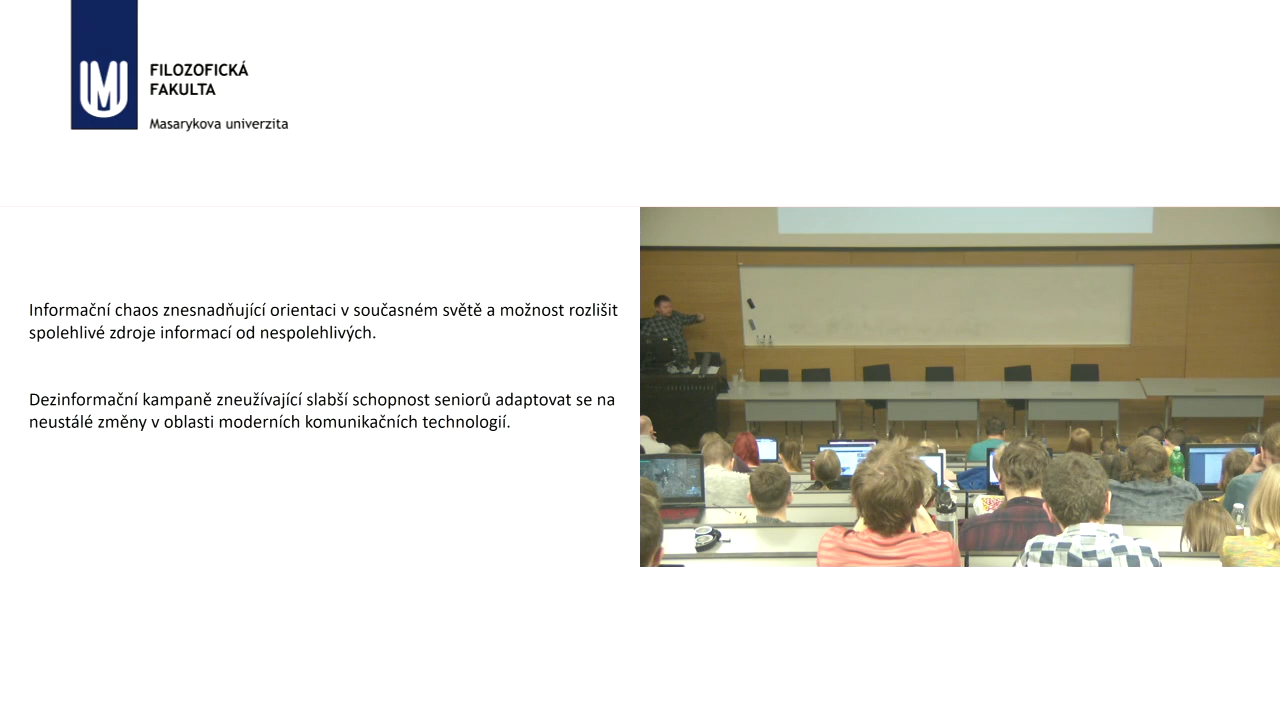 FILOZOFICKÁ
FAKULTA
Masarykova univerzita
Informační chaos znesnadňující orientaci v současném světě a možnost rozlišit
spolehlivé zdroje informací od nespolehlivých.
Dezinformační kampaně zneužívající slabší schopnost seniorů adaptovat se na
neustálé změny v oblasti moderních komunikačních technologií.